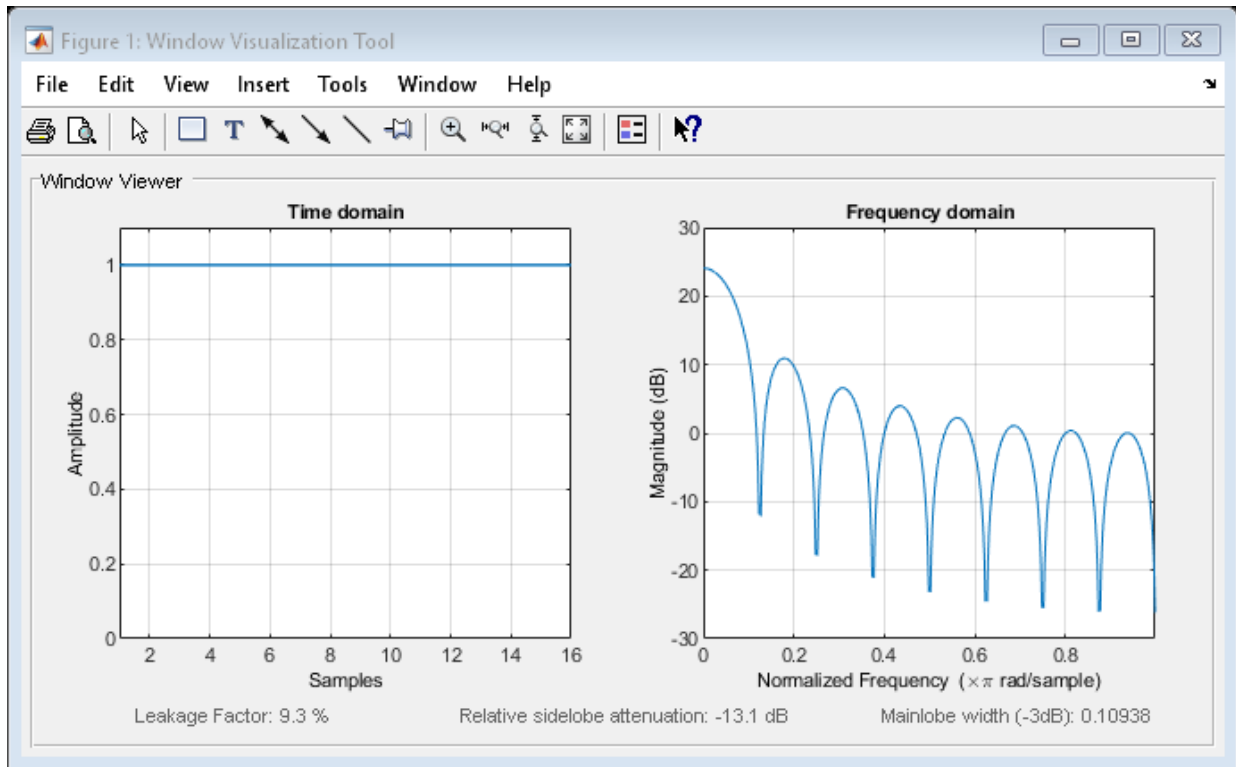 Figure 1: Window Visualization Tool
File Edit View Insert Tools Window Help
T
?
Window Viewer
Time domain
1
0.8
0.6
0.4
0.2
0
Amplitude
2 4 6 8 10 12 14 16
Samples
Frequency domain
30
20
10
0
-10
-20
-30
Magnitude (dB)
0 0.2 0.4 0.6 0.8
Normalized Frequency (×π rad/sample)
Leakage Factor: 9.3 %
Relative sidelobe attenuation: -13.1 dB
Mainlobe width (-3dB): 0.10938